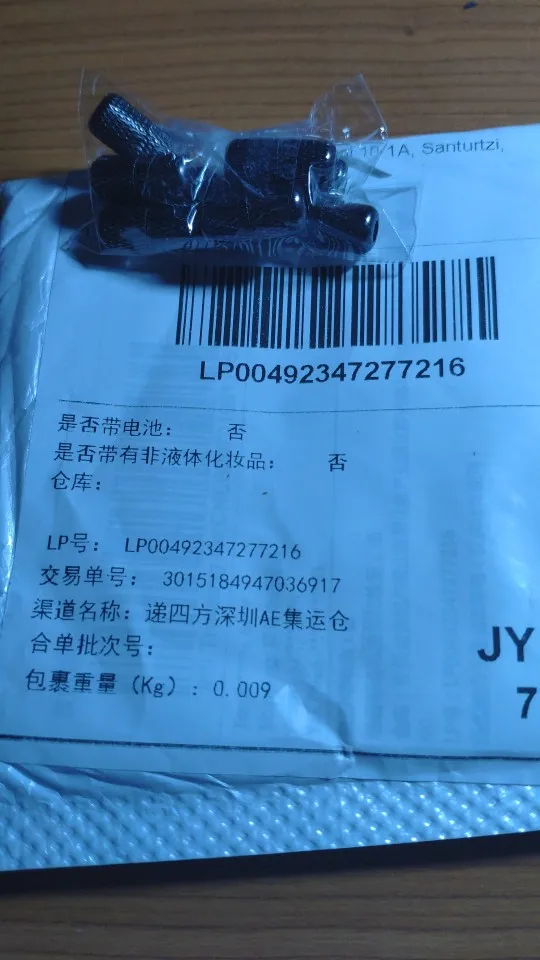 1A, Santurtzi,
LP00492347277216
是否带电池： 否
是否带有非液体化妆品： 否
仓库：
LP号： LP00492347277216
交易单号： 3015184947036917
渠道名称：递四方深圳AE集运仓
合单批次号：
JY
包裹重量（Kg）：0.009
7